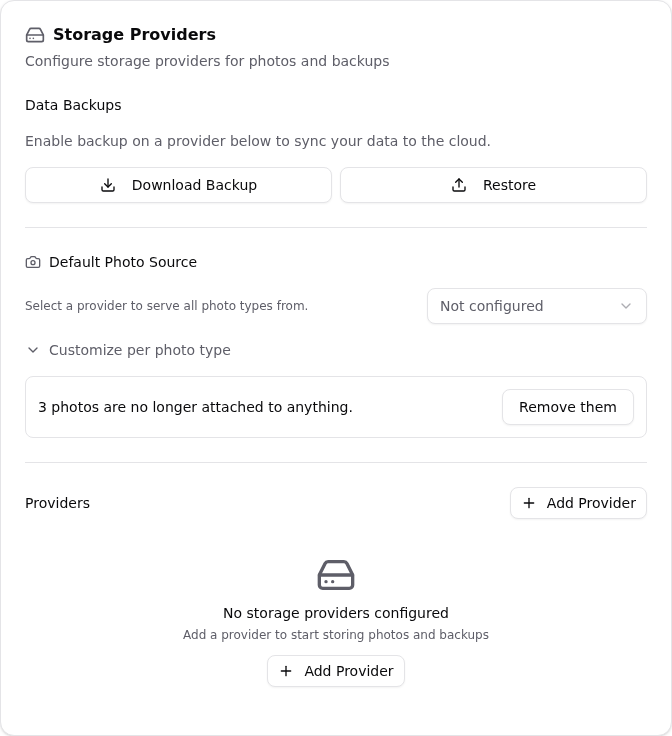 Storage Providers
Configure storage providers for photos and backups
Data Backups
Enable backup on a provider below to sync your data to the cloud.
Download Backup
Restore
Default Photo Source
Select a provider to serve all photo types from.
Not configured
Customize per photo type
3 photos are no longer attached to anything.
Remove them
Providers
Add Provider
No storage providers configured
Add a provider to start storing photos and backups
Add Provider